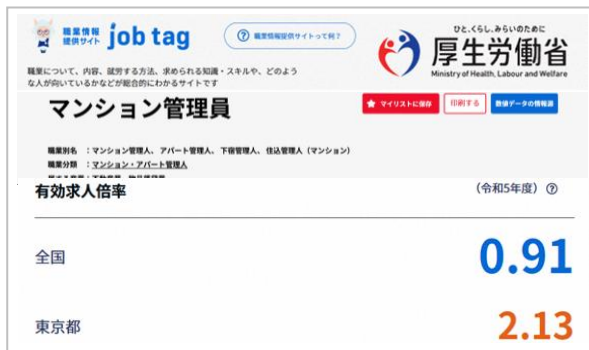 職業情報
提供サイト
job tag
職業情報提供サイトって何？
ひと、くらし、みらいのために
厚生労働省
Ministry of Health, Labour and Welfare
職業について、内容、就労する方法、求められる知識・スキルや、どのよう
な人が向いているかなどが総合的にわかるサイトです
マンション管理員
マイリストに保存
印刷する
数値データの情報源
職業別名 ：マンション管理人、アパート管理人、下宿管理人、住込管理人（マンション）
職業分類 ：マンション・アパート管理人
有効求人倍率
（令和5年度）
全国
0.91
東京都
2.13